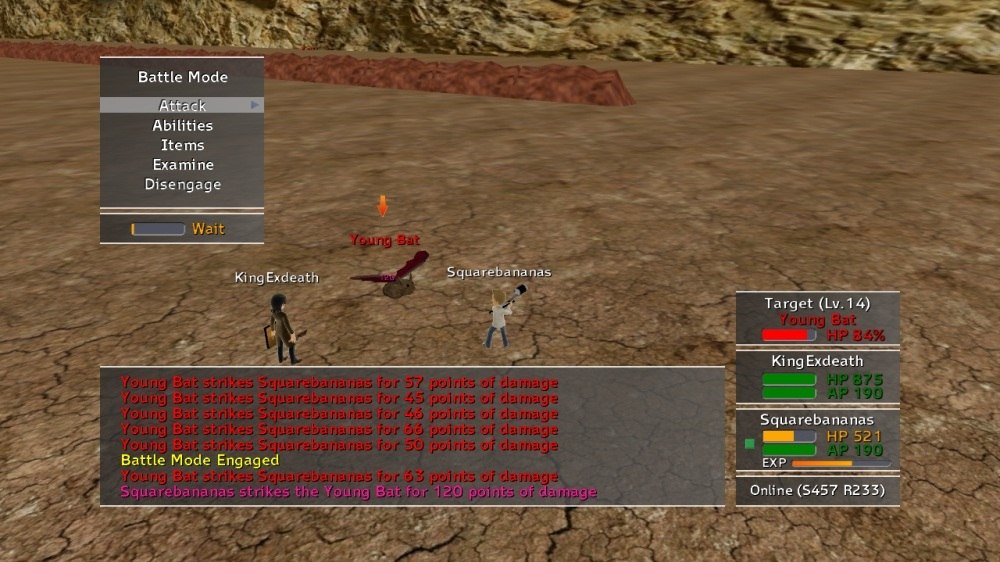 Battle Mode
Attack
Abilities
Items
Examine
Disengage
Wait
Young Bat
KingExdeath
Squarebananas
Target (Lv.14)
Young Bat
HP 84%
KingExdeath
HP 875
AP 190
Squarebananas
HP 521
AP 190
EXP
Online (S457 R233)
Young Bat strikes Squarebananas for 57 points of damage
Young Bat strikes Squarebananas for 45 points of damage
Young Bat strikes Squarebananas for 46 points of damage
Young Bat strikes Squarebananas for 66 points of damage
Young Bat strikes Squarebananas for 50 points of damage
Battle Mode Engaged
Young Bat strikes Squarebananas for 63 points of damage
Squarebananas strikes the Young Bat for 120 points of damage